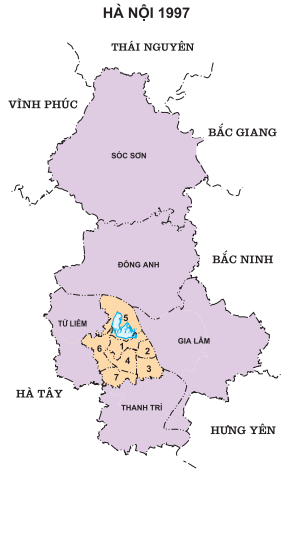 HÀ NỘI 1997
THÁI NGUYÊN
VĨNH PHÚC
BẮC GIANG
SÓC SƠN
ĐÔNG ANH
BẮC NINH
5
TỪ LIÊM
GIA LÂM
6
1
2
4
3
7
HÀ TÂY
THANH TRÌ
HƯNG YÊN